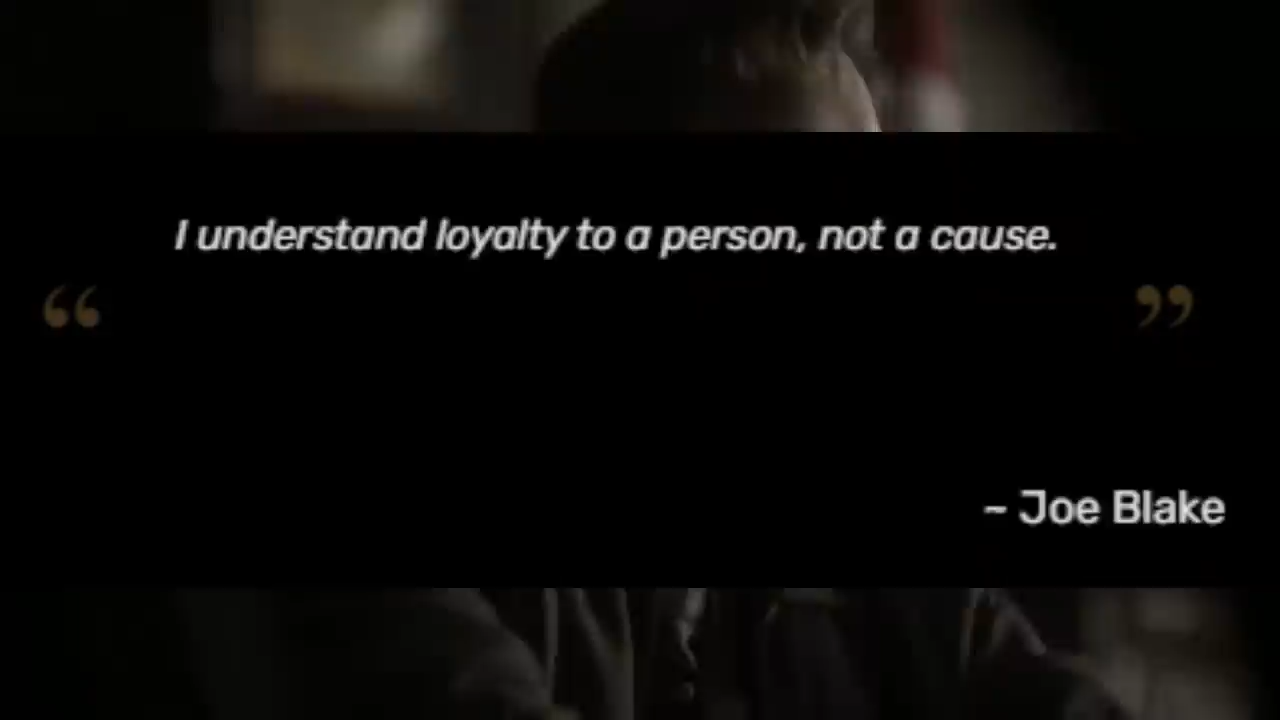 I understand loyalty to a person, not a cause.
“ ”
~ Joe Blake